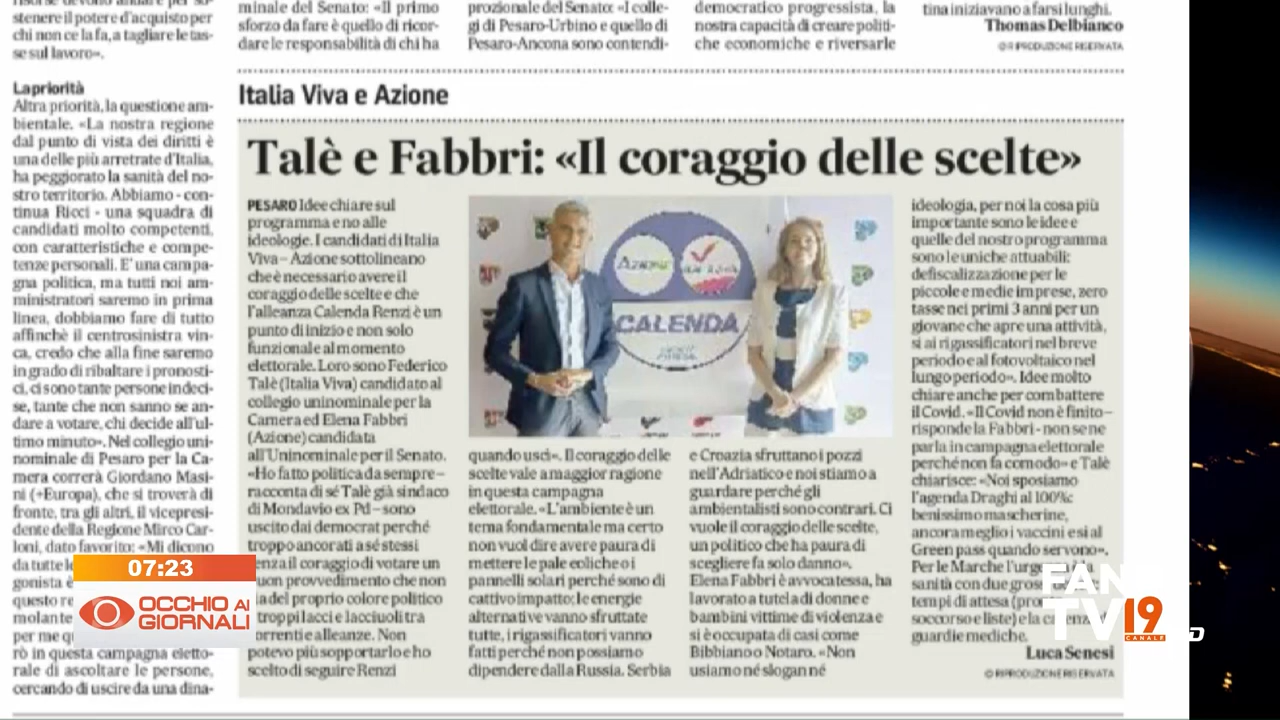 stenere il potere d'acquisto per
chi non ce la fa, a tagliare le tas-
se sul lavoro».
La priorità
Altra priorità, la questione am-
bientale. «La nostra regione
dal punto di vista dei diritti è
una delle più arretrate d'Italia,
ha peggiorato la sanità del no-
stro territorio. Abbiamo - con-
tinua Ricci - una squadra di
candidati molto competenti,
con caratteristiche e compe-
tenze personali. E' una campa-
gna politica, ma tutti noi am-
ministratori saremo in prima
linea, dobbiamo fare di tutto
affinchè il centrosinistra vin-
ca, credo che alla fine saremo
in grado di ribaltare i pronosti-
ci, ci sono tante persone indeci-
se, tante che non sanno se an-
dare a votare, chi decide all'ul-
timo minuto». Nel collegio uni-
nominale di Pesaro per la Ca-
mera correrà Giordano Masi-
ni (+Europa), che si troverà di
fronte, tra gli altri, il vicepresi-
dente della Regione Mirco Car-
loni, dato favorito: «Mi dicono
da tutte le
gonista è
questo re
molante
per me qu
rò in questa campagna eletto-
rale di ascoltare le persone,
cercando di uscire da una dina-
minale del Senato: «Il primo
sforzo da fare è quello di ricor-
dare le responsabilità di chi ha
prozionale del Senato: «I colle-
gi di Pesaro-Urbino e quello di
Pesaro-Ancona sono contendi-
democratico progressista, la
nostra capacità di creare politi-
che economiche e riversarle
tina iniziavano a farsi lunghi.
Thomas Delbianco
© RIPRODUZIONE RISERVATA
Italia Viva e Azione
Talè e Fabbri: «Il coraggio delle scelte»
PESARO Idee chiare sul
programma e no alle
ideologie. I candidati di Italia
Viva – Azione sottolineano
che è necessario avere il
coraggio delle scelte e che
l'alleanza Calenda Renzi è un
punto di inizio e non solo
funzionale al momento
elettorale. Loro sono Federico
Talè (Italia Viva) candidato al
collegio uninominale per la
Camera ed Elena Fabbri
(Azione) candidata
all'Uninominale per il Senato.
«Ho fatto politica da sempre –
racconta di sé Talè già sindaco
di Mondavio ex Pd – sono
uscito dai democrat perché
troppo ancorati a sé stessi
senza il coraggio di votare un
buon provvedimento che non
sia del proprio colore politico
troppi lacci e lacciuoli tra
correnti e alleanze. Non
potevo più sopportarlo e ho
scelto di seguire Renzi
AZIONE
CALENDA
quando uscì». Il coraggio delle
scelte vale a maggior ragione
in questa campagna
elettorale. «L'ambiente è un
tema fondamentale ma certo
non vuol dire avere paura di
mettere le pale eoliche o i
pannelli solari perché sono di
cattivo impatto; le energie
alternative vanno sfruttate
tutte, i rigassificatori vanno
fatti perché non possiamo
dipendere dalla Russia. Serbia
e Croazia sfruttano i pozzi
nell'Adriatico e noi stiamo a
guardare perché gli
ambientalisti sono contrari. Ci
vuole il coraggio delle scelte,
un politico che ha paura di
scegliere fa solo danno».
Elena Fabbri è avvocatessa, ha
lavorato a tutela di donne e
bambini vittime di violenza e
si è occupata di casi come
Bibbiano o Notaro. «Non
usiamo né slogan né
ideologia, per noi la cosa più
importante sono le idee e
quelle del nostro programma
sono le uniche attuabili:
defiscalizzazione per le
piccole e medie imprese, zero
tasse nei primi 3 anni per un
giovane che apre una attività,
sì ai rigassificatori nel breve
periodo e al fotovoltaico nel
lungo periodo». Idee molto
chiare anche per combattere
il Covid. «Il Covid non è finito –
risponde la Fabbri - non se ne
parla in campagna elettorale
perché non fa comodo» e Talè
chiarisce: «Noi sposiamo
l'agenda Draghi al 100%:
benissimo mascherine,
ancora meglio i vaccini e sì al
Green pass quando servono».
Per le Marche l'urge
sanità con due gros
tempi di attesa (pro
soccorso e liste) e la caren
guardie mediche.
Luca Senesi
© RIPRODUZIONE RISERVATA
07:23
OCCHIO AI
GIORNALI
FAN
TV 19
CANALE
HD